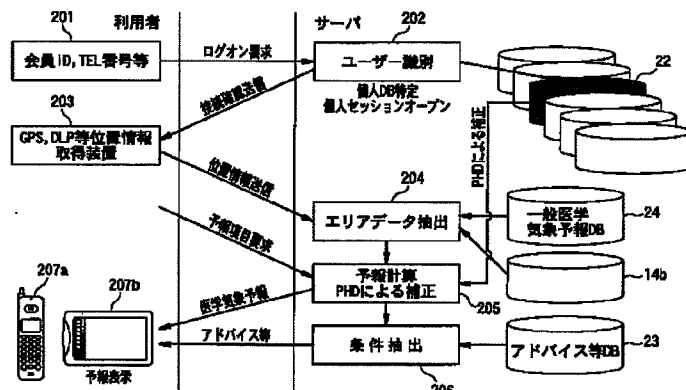 201
利用者
サーバ
202
会員ID, TEL番号等
ログオン要求
ユーザー識別
22
個人DB特定
個人セッションオープン
203
接続確認送信
GPS, DLP等位置情報
取得装置
PHDによる補正
位置情報送信
204
エリアデータ抽出
一般医学
気象予報DB
24
予報項目要求
予報計算
PHDによる補正
14b
207a
207b
医学気象予報
205
アドバイス等
条件抽出
アドバイス等DB
23
予報表示
206